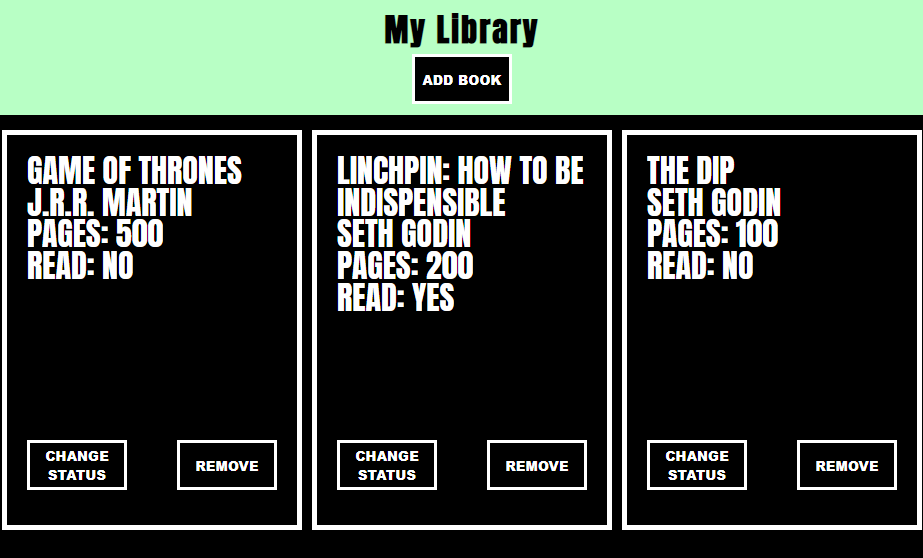 My Library
ADD BOOK
GAME OF THRONES
J.R.R. MARTIN
PAGES: 500
READ: NO
CHANGE
STATUS
REMOVE
LINCHPIN: HOW TO BE
INDISPENSIBLE
SETH GODIN
PAGES: 200
READ: YES
CHANGE
STATUS
REMOVE
THE DIP
SETH GODIN
PAGES: 100
READ: NO
CHANGE
STATUS
REMOVE